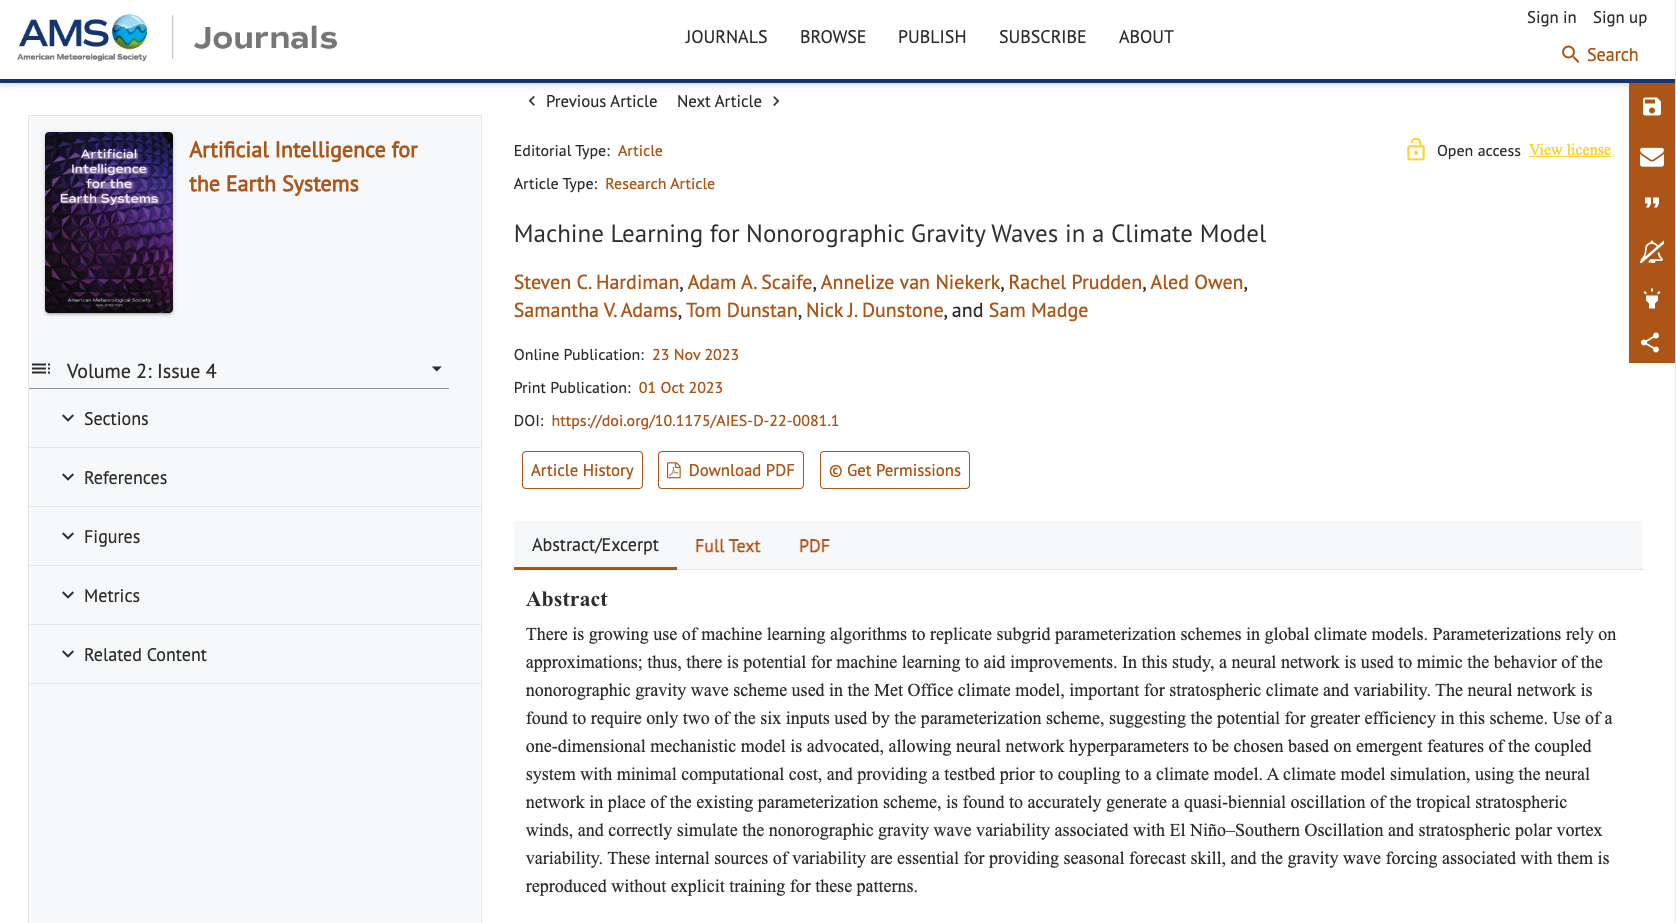 AMS
American Meteorological Society
Journals
JOURNALS BROWSE PUBLISH SUBSCRIBE ABOUT
Sign in Sign up
Search
Artificial
Intelligence
for the
Earth Systems
American Meteorological Society
Artificial Intelligence for
the Earth Systems
Volume 2: Issue 4
Sections
References
Figures
Metrics
Related Content
Previous Article Next Article
Editorial Type: Article
Open access View license
Article Type: Research Article
Machine Learning for Nonorographic Gravity Waves in a Climate Model
Steven C. Hardiman, Adam A. Scaife, Annelize van Niekerk, Rachel Prudden, Aled Owen,
Samantha V. Adams, Tom Dunstan, Nick J. Dunstone, and Sam Madge
Online Publication: 23 Nov 2023
Print Publication: 01 Oct 2023
DOI: https://doi.org/10.1175/AIES-D-22-0081.1
Article History Download PDF © Get Permissions
Abstract/Excerpt Full Text PDF
Abstract
There is growing use of machine learning algorithms to replicate subgrid parameterization schemes in global climate models. Parameterizations rely on
approximations; thus, there is potential for machine learning to aid improvements. In this study, a neural network is used to mimic the behavior of the
nonorographic gravity wave scheme used in the Met Office climate model, important for stratospheric climate and variability. The neural network is
found to require only two of the six inputs used by the parameterization scheme, suggesting the potential for greater efficiency in this scheme. Use of a
one-dimensional mechanistic model is advocated, allowing neural network hyperparameters to be chosen based on emergent features of the coupled
system with minimal computational cost, and providing a testbed prior to coupling to a climate model. A climate model simulation, using the neural
network in place of the existing parameterization scheme, is found to accurately generate a quasi-biennial oscillation of the tropical stratospheric
winds, and correctly simulate the nonorographic gravity wave variability associated with El Niño–Southern Oscillation and stratospheric polar vortex
variability. These internal sources of variability are essential for providing seasonal forecast skill, and the gravity wave forcing associated with them is
reproduced without explicit training for these patterns.